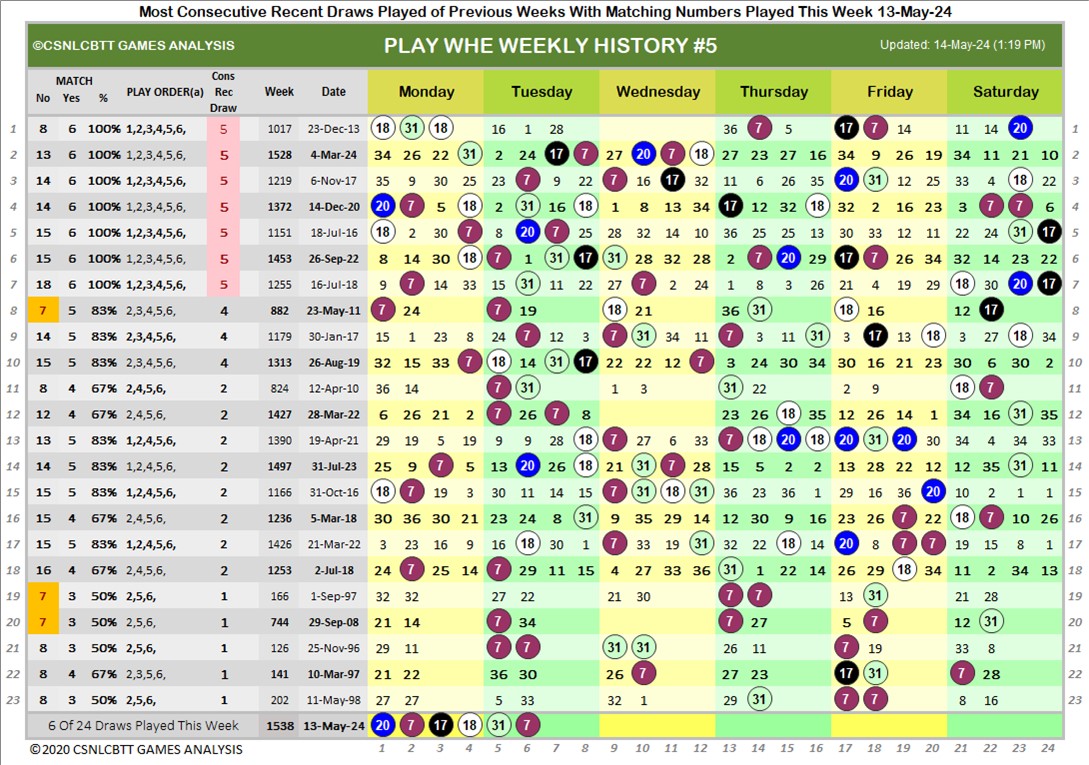 Most Consecutive Recent Draws Played of Previous Weeks With Matching Numbers Played This Week 13-May-24
©CSNLCBTT GAMES ANALYSIS PLAY WHE WEEKLY HISTORY #5 Updated: 14-May-24 (1:19 PM)
No MATCH Yes % PLAY ORDER(a) Cons Rec Draw Week Date Monday Tuesday Wednesday Thursday Friday Saturday
1 8 6 100% 1,2,3,4,5,6, 5 1017 23-Dec-13 18 31 18 16 1 28 36 7 5 17 7 14 11 14 20 1
2 13 6 100% 1,2,3,4,5,6, 5 1528 4-Mar-24 34 26 22 31 2 24 17 7 27 20 7 18 27 23 27 16 34 9 26 19 34 11 21 10 2
3 14 6 100% 1,2,3,4,5,6, 5 1219 6-Nov-17 35 9 30 25 23 7 9 22 7 16 17 32 11 6 26 35 20 31 12 25 33 4 18 22 3
4 14 6 100% 1,2,3,4,5,6, 5 1372 14-Dec-20 20 7 5 18 2 31 16 18 1 8 13 34 17 12 32 18 32 2 16 23 3 7 7 6 4
5 15 6 100% 1,2,3,4,5,6, 5 1151 18-Jul-16 18 2 30 7 8 20 7 25 28 32 14 10 36 25 25 13 30 33 12 11 22 24 31 17 5
6 15 6 100% 1,2,3,4,5,6, 5 1453 26-Sep-22 8 14 30 18 7 1 31 17 31 28 32 28 2 7 20 29 17 7 26 34 32 14 23 22 6
7 18 6 100% 1,2,3,4,5,6, 5 1255 16-Jul-18 9 7 14 33 15 31 11 22 27 7 2 24 1 8 3 26 21 4 19 29 18 30 20 17 7
8 7 5 83% 2,3,4,5,6, 4 882 23-May-11 7 24 7 19 18 21 36 31 18 16 12 17 8
9 14 5 83% 2,3,4,5,6, 4 1179 30-Jan-17 15 1 23 8 24 7 12 3 7 31 34 11 7 3 11 31 3 17 13 18 3 27 18 34 9
10 15 5 83% 2,3,4,5,6, 4 1313 26-Aug-19 32 15 33 7 18 14 31 17 22 22 12 7 3 24 30 34 30 16 21 23 30 6 30 2 10
11 8 4 67% 2,4,5,6, 2 824 12-Apr-10 36 14 7 31 1 3 31 22 2 9 18 7 11
12 12 4 67% 2,4,5,6, 2 1427 28-Mar-22 6 26 21 2 7 26 7 8 23 26 18 35 12 26 14 1 34 16 31 35 12
13 13 5 83% 1,2,4,5,6, 2 1390 19-Apr-21 29 19 5 19 9 9 28 18 7 27 6 33 7 18 20 18 20 31 20 30 34 4 34 33 13
14 14 5 83% 1,2,4,5,6, 2 1497 31-Jul-23 25 9 7 5 13 20 26 18 21 31 7 28 15 5 2 2 13 28 22 12 12 35 31 14 14
15 15 5 83% 1,2,4,5,6, 2 1166 31-Oct-16 18 7 19 3 30 11 14 15 7 31 18 31 36 23 36 1 29 16 36 20 10 2 1 1 15
16 15 4 67% 2,4,5,6, 2 1236 5-Mar-18 30 36 30 21 23 24 8 31 9 35 29 14 12 30 9 16 23 26 7 22 18 7 10 26 16
17 15 5 83% 1,2,4,5,6, 2 1426 21-Mar-22 3 23 16 9 16 18 30 1 7 33 19 31 32 22 18 14 20 8 7 7 19 15 8 1 17
18 16 4 67% 2,4,5,6, 2 1253 2-Jul-18 24 7 25 14 7 29 11 15 4 27 33 36 31 1 22 14 26 29 18 34 11 2 34 13 18
19 7 3 50% 2,5,6, 1 166 1-Sep-97 32 32 27 22 21 30 7 7 13 31 21 28 19
20 7 3 50% 2,5,6, 1 744 29-Sep-08 21 14 7 34 7 27 5 7 12 31 20
21 8 3 50% 2,5,6, 1 126 25-Nov-96 29 11 7 7 31 31 26 11 7 19 33 8 21
22 8 4 67% 2,3,5,6, 1 141 10-Mar-97 21 22 36 30 26 7 27 23 17 31 7 28 22
23 8 3 50% 2,5,6, 1 202 11-May-98 27 27 5 33 32 1 29 31 7 7 8 16 23
6 Of 24 Draws Played This Week 1538 13-May-24 20 7 17 18 31 7
© 2020 CSNLCBTT GAMES ANALYSIS 1 2 3 4 5 6 7 8 9 10 11 12 13 14 15 16 17 18 19 20 21 22 23 24